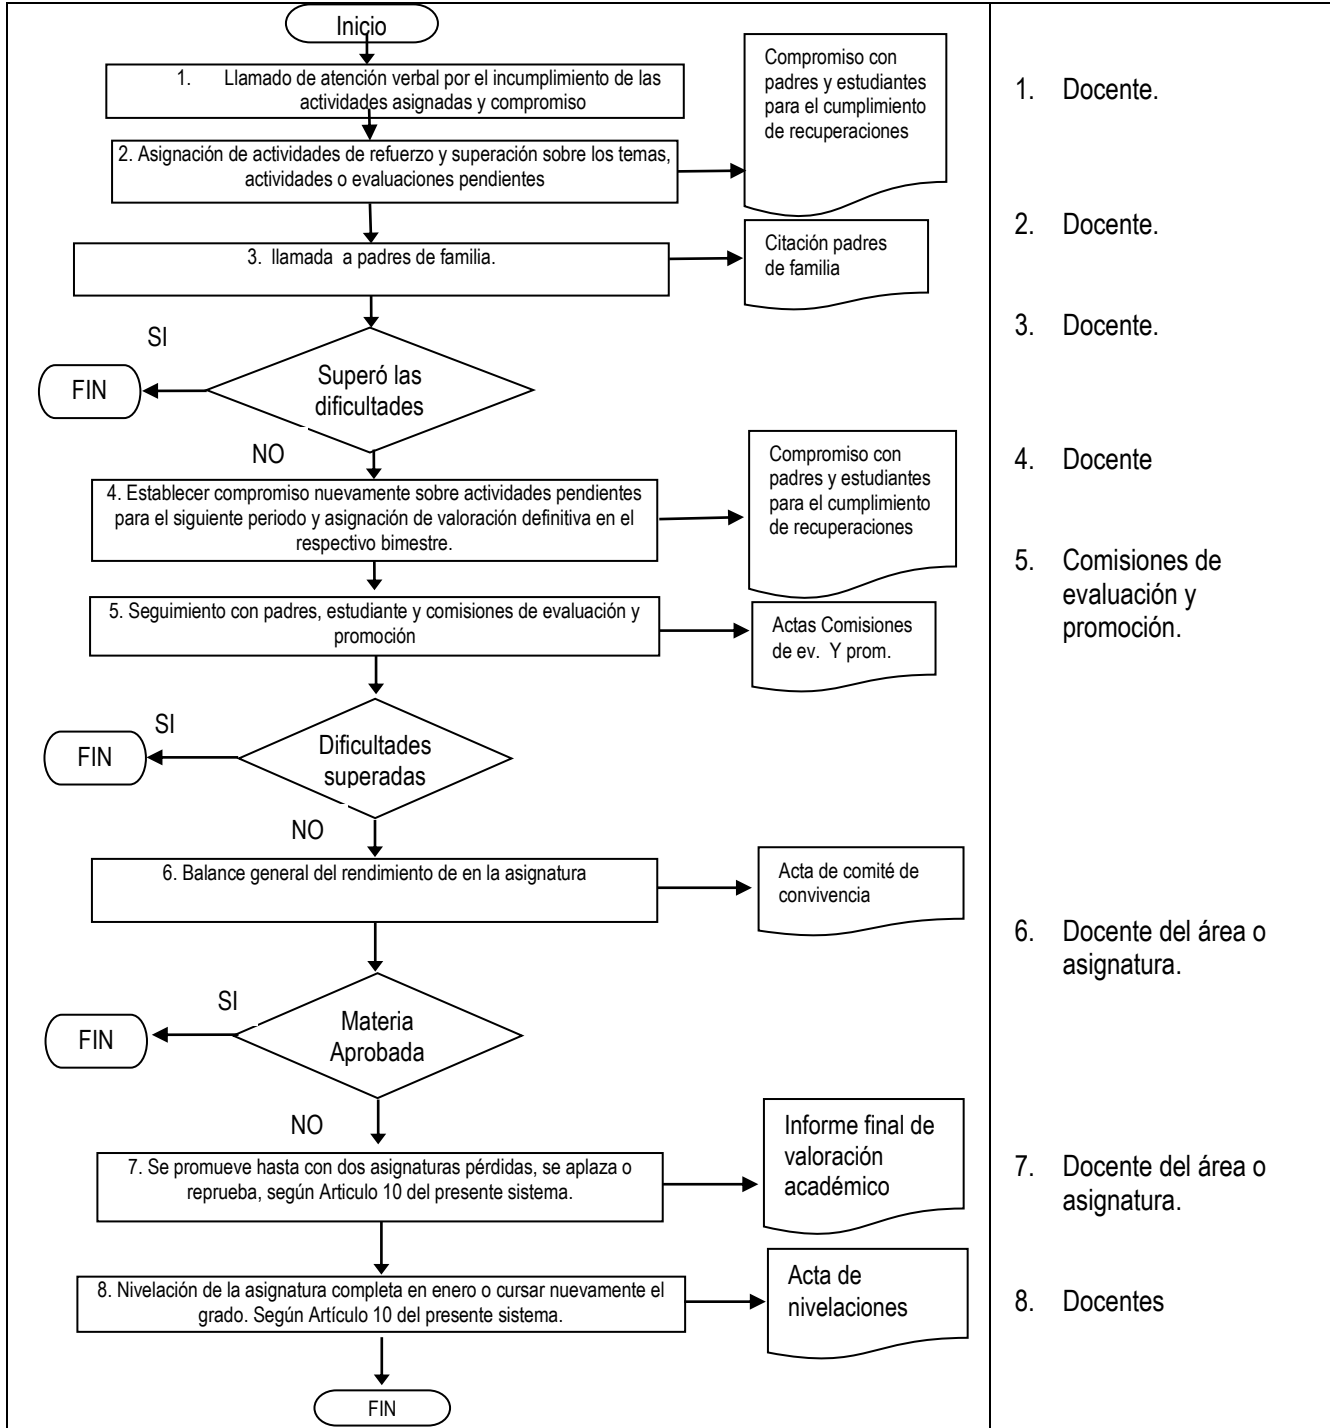 Inicio
1. Llamado de atención verbal por el incumplimiento de las
actividades asignadas y compromiso
Compromiso con
padres y estudiantes
para el cumplimiento
de recuperaciones
1. Docente.
2. Asignación de actividades de refuerzo y superación sobre los temas,
actividades o evaluaciones pendientes
2. Docente.
3. llamada a padres de familia.
Citación padres
de familia
3. Docente.
SI
FIN
Superó las
dificultades
NO
4. Establecer compromiso nuevamente sobre actividades pendientes
para el siguiente periodo y asignación de valoración definitiva en el
respectivo bimestre.
Compromiso con
padres y estudiantes
para el cumplimiento
de recuperaciones
4. Docente
5. Seguimiento con padres, estudiante y comisiones de evaluación y
promoción
Actas Comisiones
de ev. Y prom.
5. Comisiones de
evaluación y
promoción.
SI
FIN
Dificultades
superadas
NO
6. Balance general del rendimiento de en la asignatura
Acta de comité de
convivencia
6. Docente del área o
asignatura.
SI
FIN
Materia
Aprobada
NO
7. Se promueve hasta con dos asignaturas pérdidas, se aplaza o
reprueba, según Articulo 10 del presente sistema.
Informe final de
valoración
académico
7. Docente del área o
asignatura.
8. Nivelación de la asignatura completa en enero o cursar nuevamente el
grado. Según Artículo 10 del presente sistema.
Acta de
nivelaciones
8. Docentes
FIN